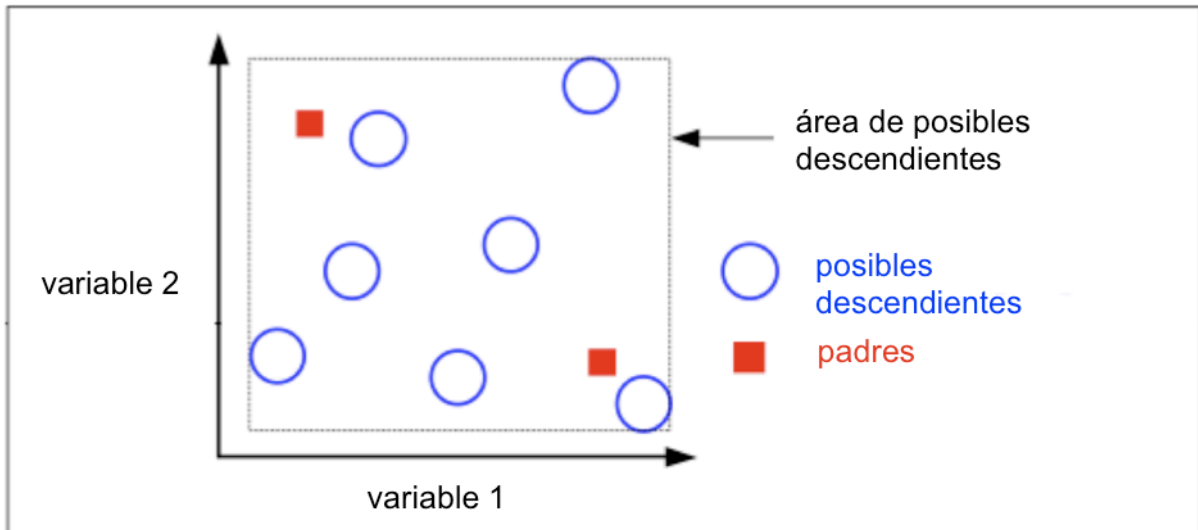 área de posibles
descendientes
variable 2
posibles
descendientes
padres
variable 1